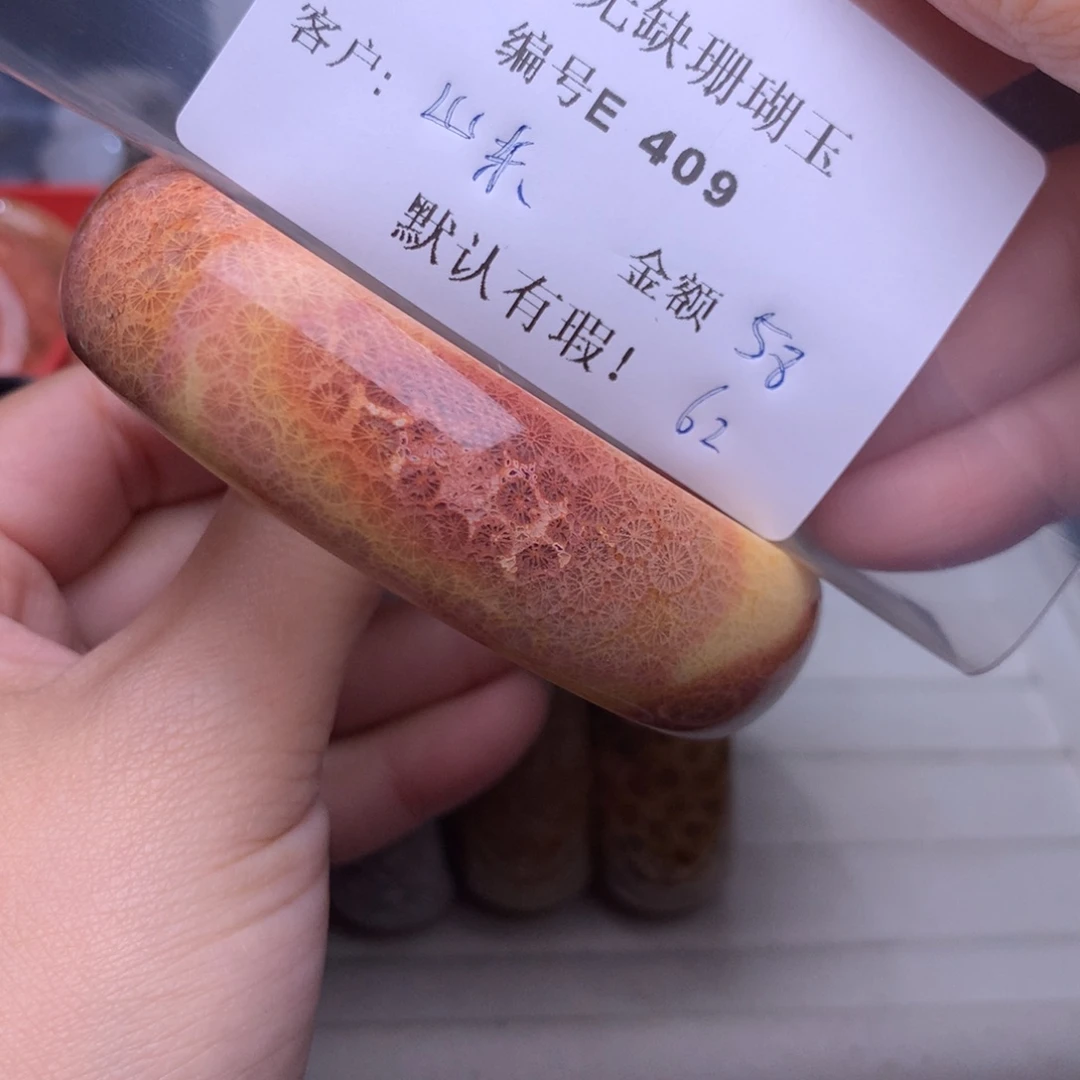 无缺珊瑚玉
编号E 409
客户: 山东
金额 58
默认有瑕! 62